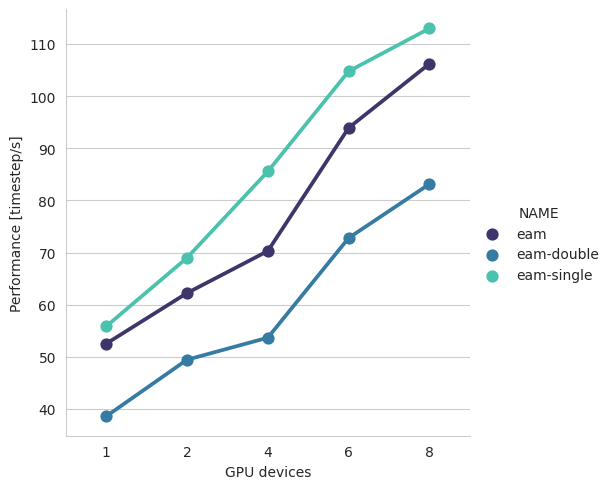 110
100
90
80
70
60
50
40
Performance [timestep/s]
1 2 4 6 8
GPU devices
NAME
eam
eam-double
eam-single